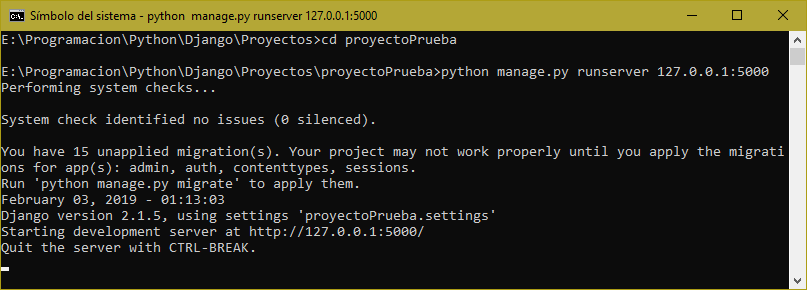 Símbolo del sistema - python  manage.py runserver 127.0.0.1:5000
E:\Programacion\Python\Django\Proyectos>cd proyectoPrueba
E:\Programacion\Python\Django\Proyectos\proyectoPrueba>python manage.py runserver 127.0.0.1:5000
Performing system checks...
System check identified no issues (0 silenced).
You have 15 unapplied migration(s). Your project may not work properly until you apply the migrati
ons for app(s): admin, auth, contenttypes, sessions.
Run 'python manage.py migrate' to apply them.
February 03, 2019 - 01:13:03
Django version 2.1.5, using settings 'proyectoPrueba.settings'
Starting development server at http://127.0.0.1:5000/
Quit the server with CTRL-BREAK.